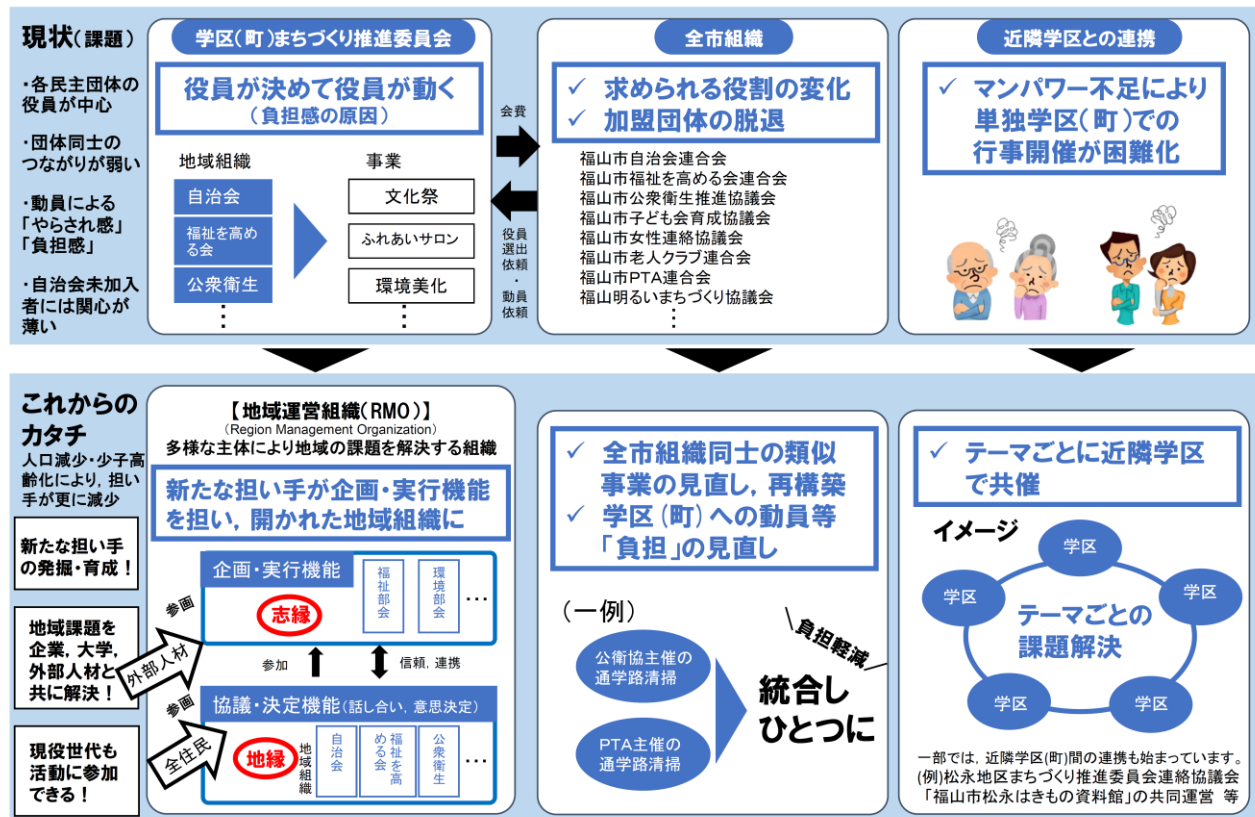 現状(課題)
・各民主団体の
役員が中心
・団体同士の
つながりが弱い
・動員による
「やらされ感」
「負担感」
・自治会未加入
者には関心が
薄い
学区(町)まちづくり推進委員会
役員が決めて役員が動く
(負担感の原因)
地域組織
事業
自治会
福祉を高め
る会
公衆衛生
⋮
文化祭
ふれあいサロン
環境美化
⋮
会費
役員
選出
依頼
・
動員
依頼
全市組織
✓ 求められる役割の変化
✓ 加盟団体の脱退
福山市自治会連合会
福山市福祉を高める会連合会
福山市公衆衛生推進協議会
福山市子ども会育成協議会
福山市女性連絡協議会
福山市老人クラブ連合会
福山市PTA連合会
福山明るいまちづくり協議会
⋮
近隣学区との連携
✓ マンパワー不足により
単独学区(町)での
行事開催が困難化
これからの
カタチ
人口減少・少子高
齢化により,担い
手が更に減少
新たな担い手
の発掘・育成！
地域課題を
企業,大学,
外部人材と
共に解決！
現役世代も
活動に参加
できる！
【地域運営組織(RMO)】
(Region Management Organization)
多様な主体により地域の課題を解決する組織
新たな担い手が企画・実行機能
を担い,開かれた地域組織に
企画・実行機能
志縁
福祉部会
環境部会
…
参画
外部人材
参加
信頼,連携
参画
全住民
協議・決定機能(話し合い,意思決定)
地縁
地域組織
自治会
福祉を高
める会
公衆衛生
…
✓ 全市組織同士の類似
事業の見直し,再構築
✓ 学区(町)への動員等
「負担」の見直し
(一例)
公衛協主催の
通学路清掃
PTA主催の
通学路清掃
負担軽減
統合し
ひとつに
✓ テーマごとに近隣学区
で共催
イメージ
学区
学区
学区
テーマごとの
課題解決
学区
学区
一部では,近隣学区(町)間の連携も始まっています。
(例)松永地区まちづくり推進委員会連絡協議会
「福山市松永はきもの資料館」の共同運営 等